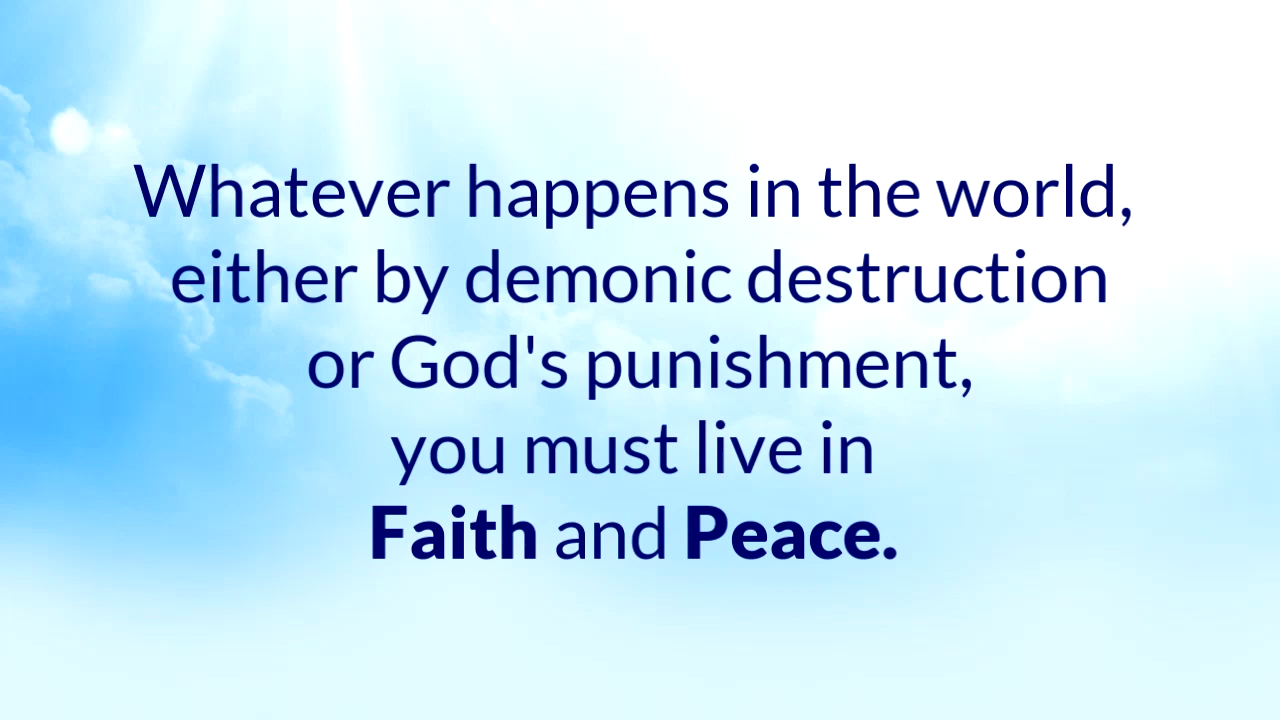 Whatever happens in the world,
either by demonic destruction
or God's punishment,
you must live in
Faith and Peace.